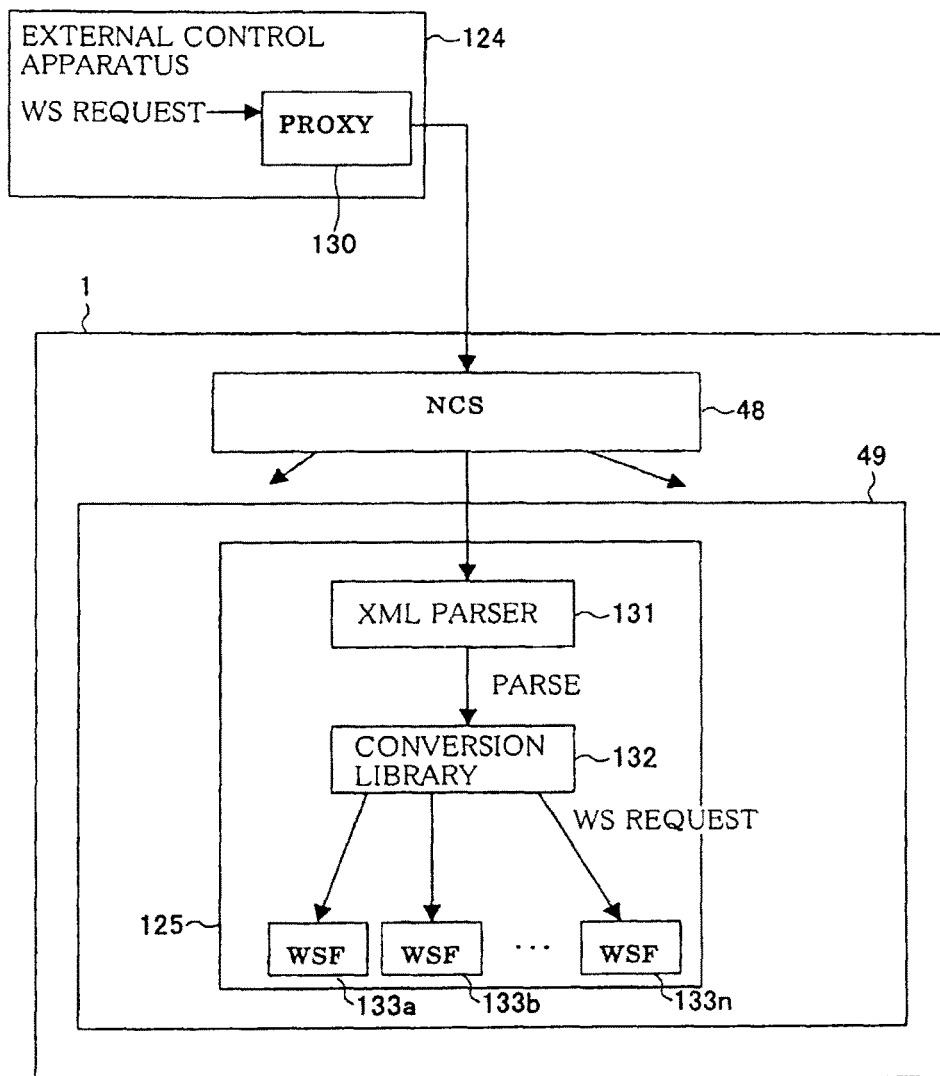 EXTERNAL CONTROL
APPARATUS
124
WS REQUEST
PROXY
130
1
NCS
48
49
XML PARSER
131
PARSE
CONVERSION
LIBRARY
132
WS REQUEST
125
WSF
WSF
...
WSF
133a
133b
133n